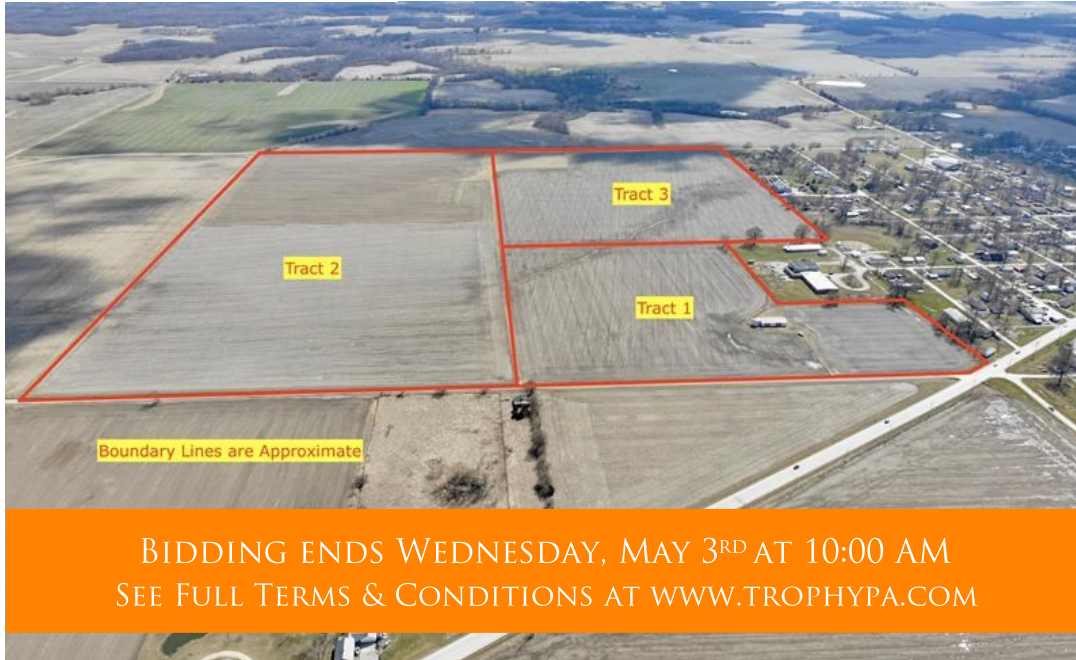 Tract 3
Tract 2
Tract 1
Boundary Lines are Approximate
Bidding ends Wednesday, May 3rd at 10:00 AM
See Full Terms & Conditions at www.trophypa.com